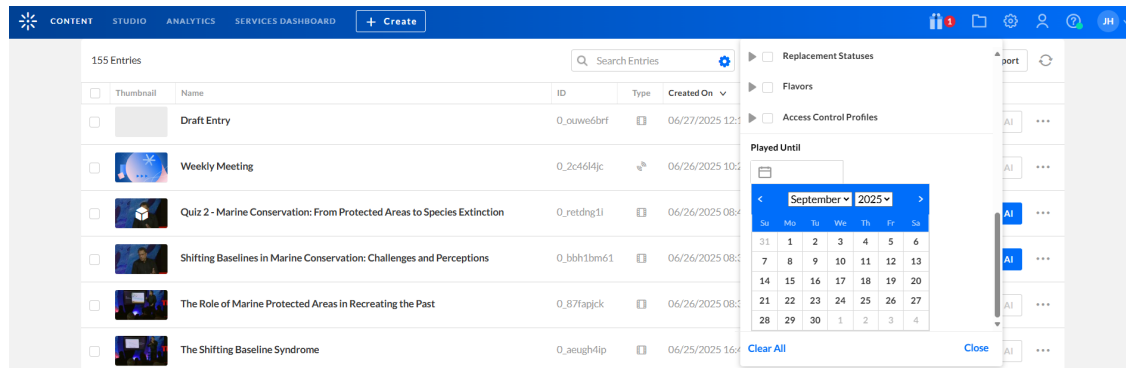 CONTENT STUDIO ANALYTICS SERVICES DASHBOARD + Create 1 JH
155 Entries Search Entries port
Thumbnail Name ID Type Created On
Draft Entry 0_ouwe6brf 06/27/2025 12:1 AI
Weekly Meeting 0_2c46l4jc 06/26/2025 10:2 AI
Quiz 2 - Marine Conservation: From Protected Areas to Species Extinction 0_retdng1i 06/26/2025 08:4 AI
Shifting Baselines in Marine Conservation: Challenges and Perceptions 0_bbh1bm61 06/26/2025 08:3 AI
The Role of Marine Protected Areas in Recreating the Past 0_87fapjck 06/26/2025 08:3 AI
The Shifting Baseline Syndrome 0_aeugh4ip 06/25/2025 16:4 AI
Replacement Statuses
Flavors
Access Control Profiles
Played Until
< September 2025 >
Su Mo Tu We Th Fr Sa
31 1 2 3 4 5 6
7 8 9 10 11 12 13
14 15 16 17 18 19 20
21 22 23 24 25 26 27
28 29 30 1 2 3 4
Clear All Close